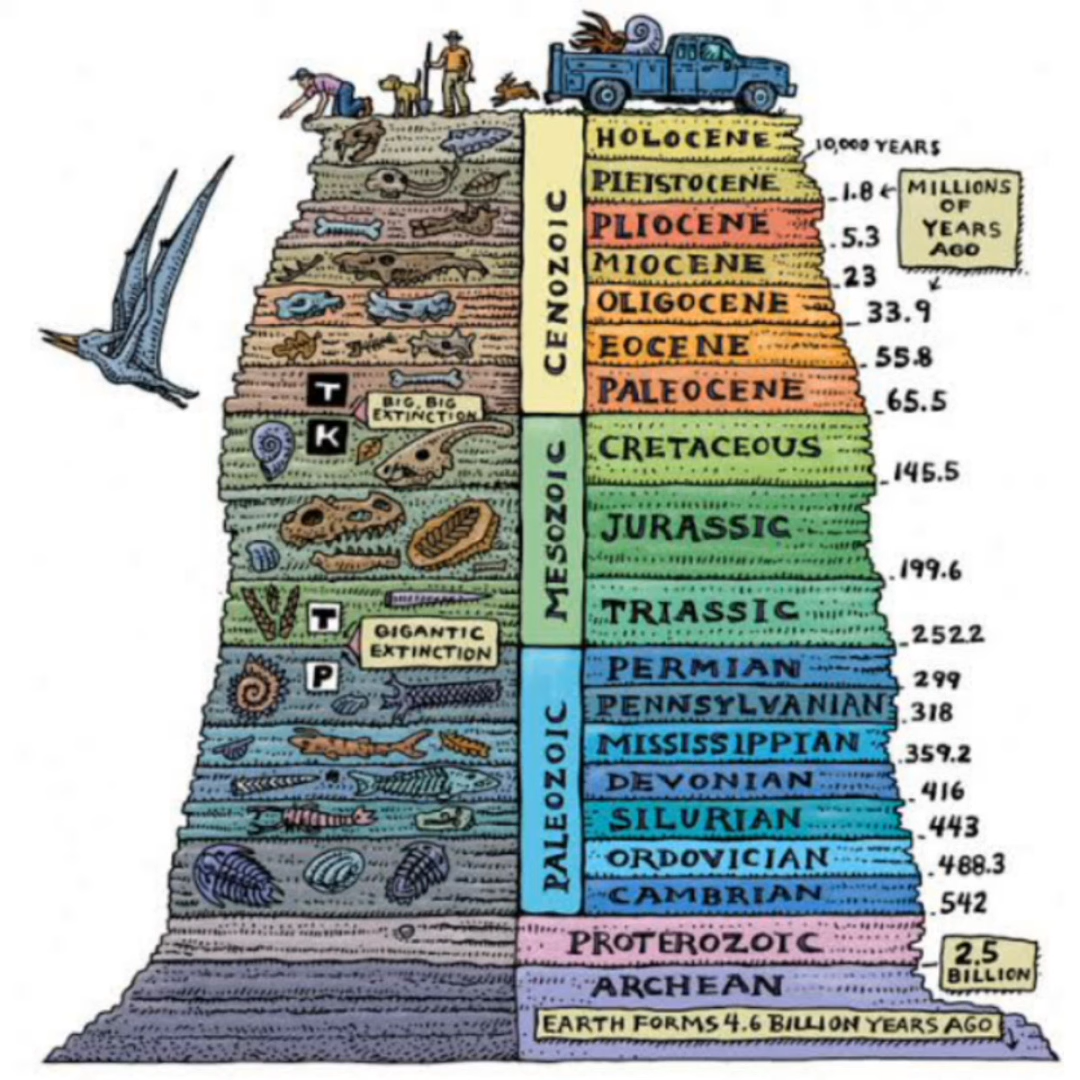 HOLOCENE
10,000 YEARS
PLEISTOCENE
1.8
MILLIONS
OF
YEARS
AGO
PLIOCENE
5.3
MIOCENE
23
OLIGOCENE
33.9
EOCENE
55.8
PALEOCENE
65.5
CENOZOIC
T
BIG, BIG
EXTINCTION
K
CRETACEOUS
145.5
JURASSIC
199.6
TRIASSIC
2522
MESOZOIC
T
GIGANTIC
EXTINCTION
P
PERMIAN
299
PENNSYLVANIAN
318
MISSISSIPPIAN
359.2
DEVONIAN
416
SILURIAN
443
ORDOVICIAN
488.3
CAMBRIAN
542
PALEOZOIC
PROTEROZOIC
2.5
BILLION
ARCHEAN
EARTH FORMS 4.6 BILLION YEARS AGO